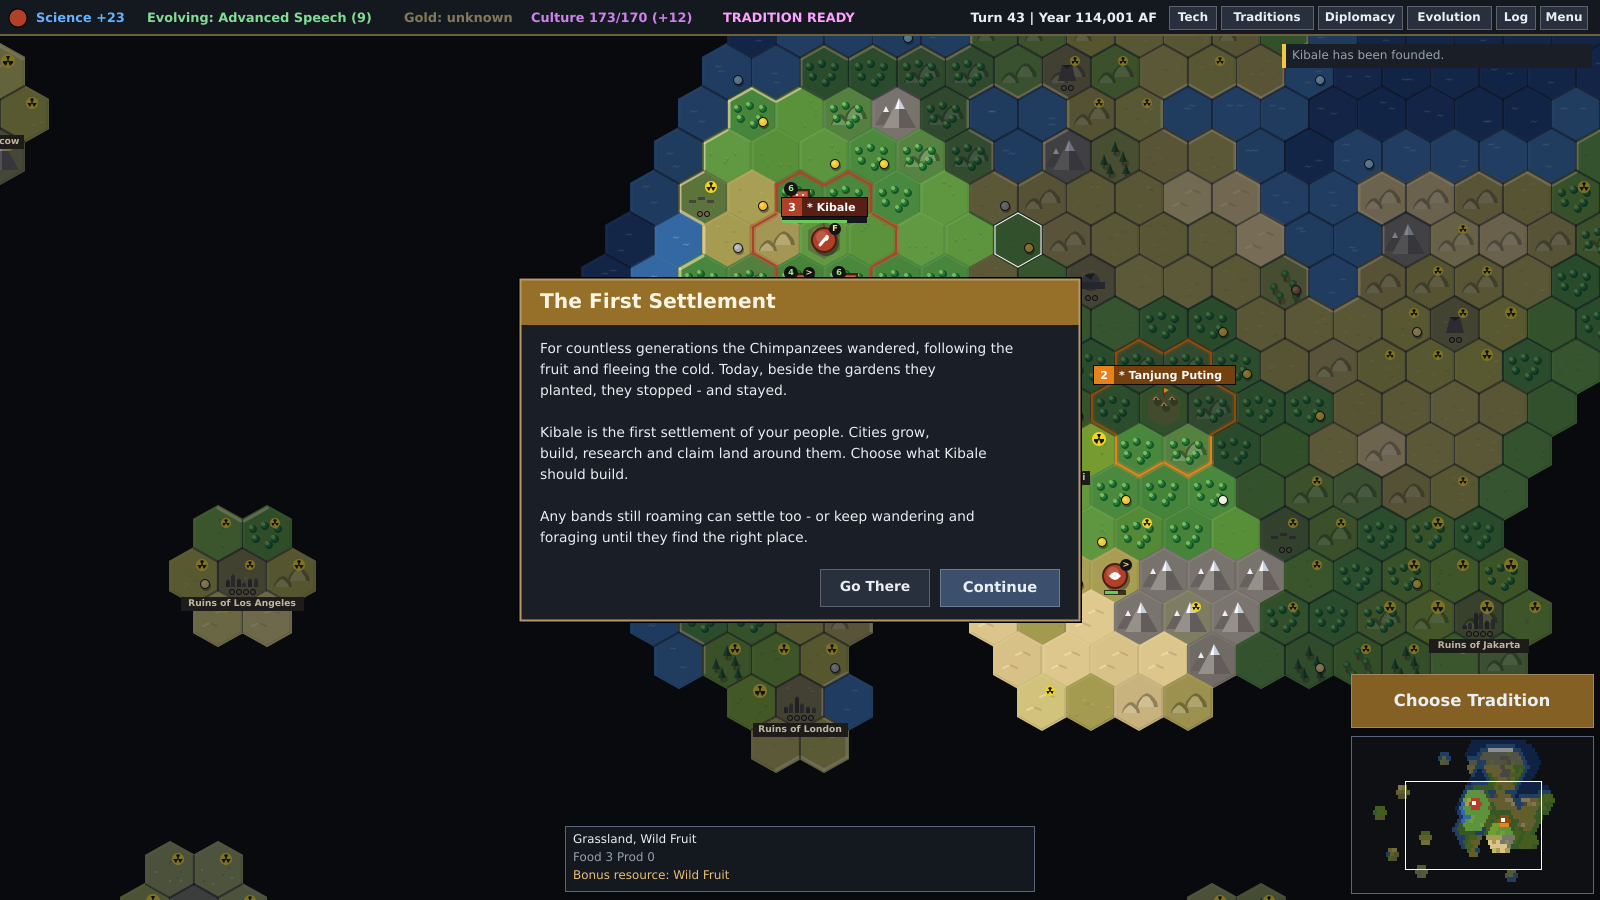 Science +23 Evolving: Advanced Speech (9) Gold: unknown Culture 173/170 (+12) TRADITION READY Turn 43 | Year 114,001 AF Tech Traditions Diplomacy Evolution Log Menu
Kibale has been founded.
cow
6
3 * Kibale
F
4 > 6
The First Settlement
For countless generations the Chimpanzees wandered, following the
fruit and fleeing the cold. Today, beside the gardens they
planted, they stopped - and stayed.
Kibale is the first settlement of your people. Cities grow,
build, research and claim land around them. Choose what Kibale
should build.
Any bands still roaming can settle too - or keep wandering and
foraging until they find the right place.
Go There Continue
2 * Tanjung Puting
i
>
Ruins of Los Angeles
Ruins of Jakarta
Ruins of London
Choose Tradition
Grassland, Wild Fruit
Food 3 Prod 0
Bonus resource: Wild Fruit